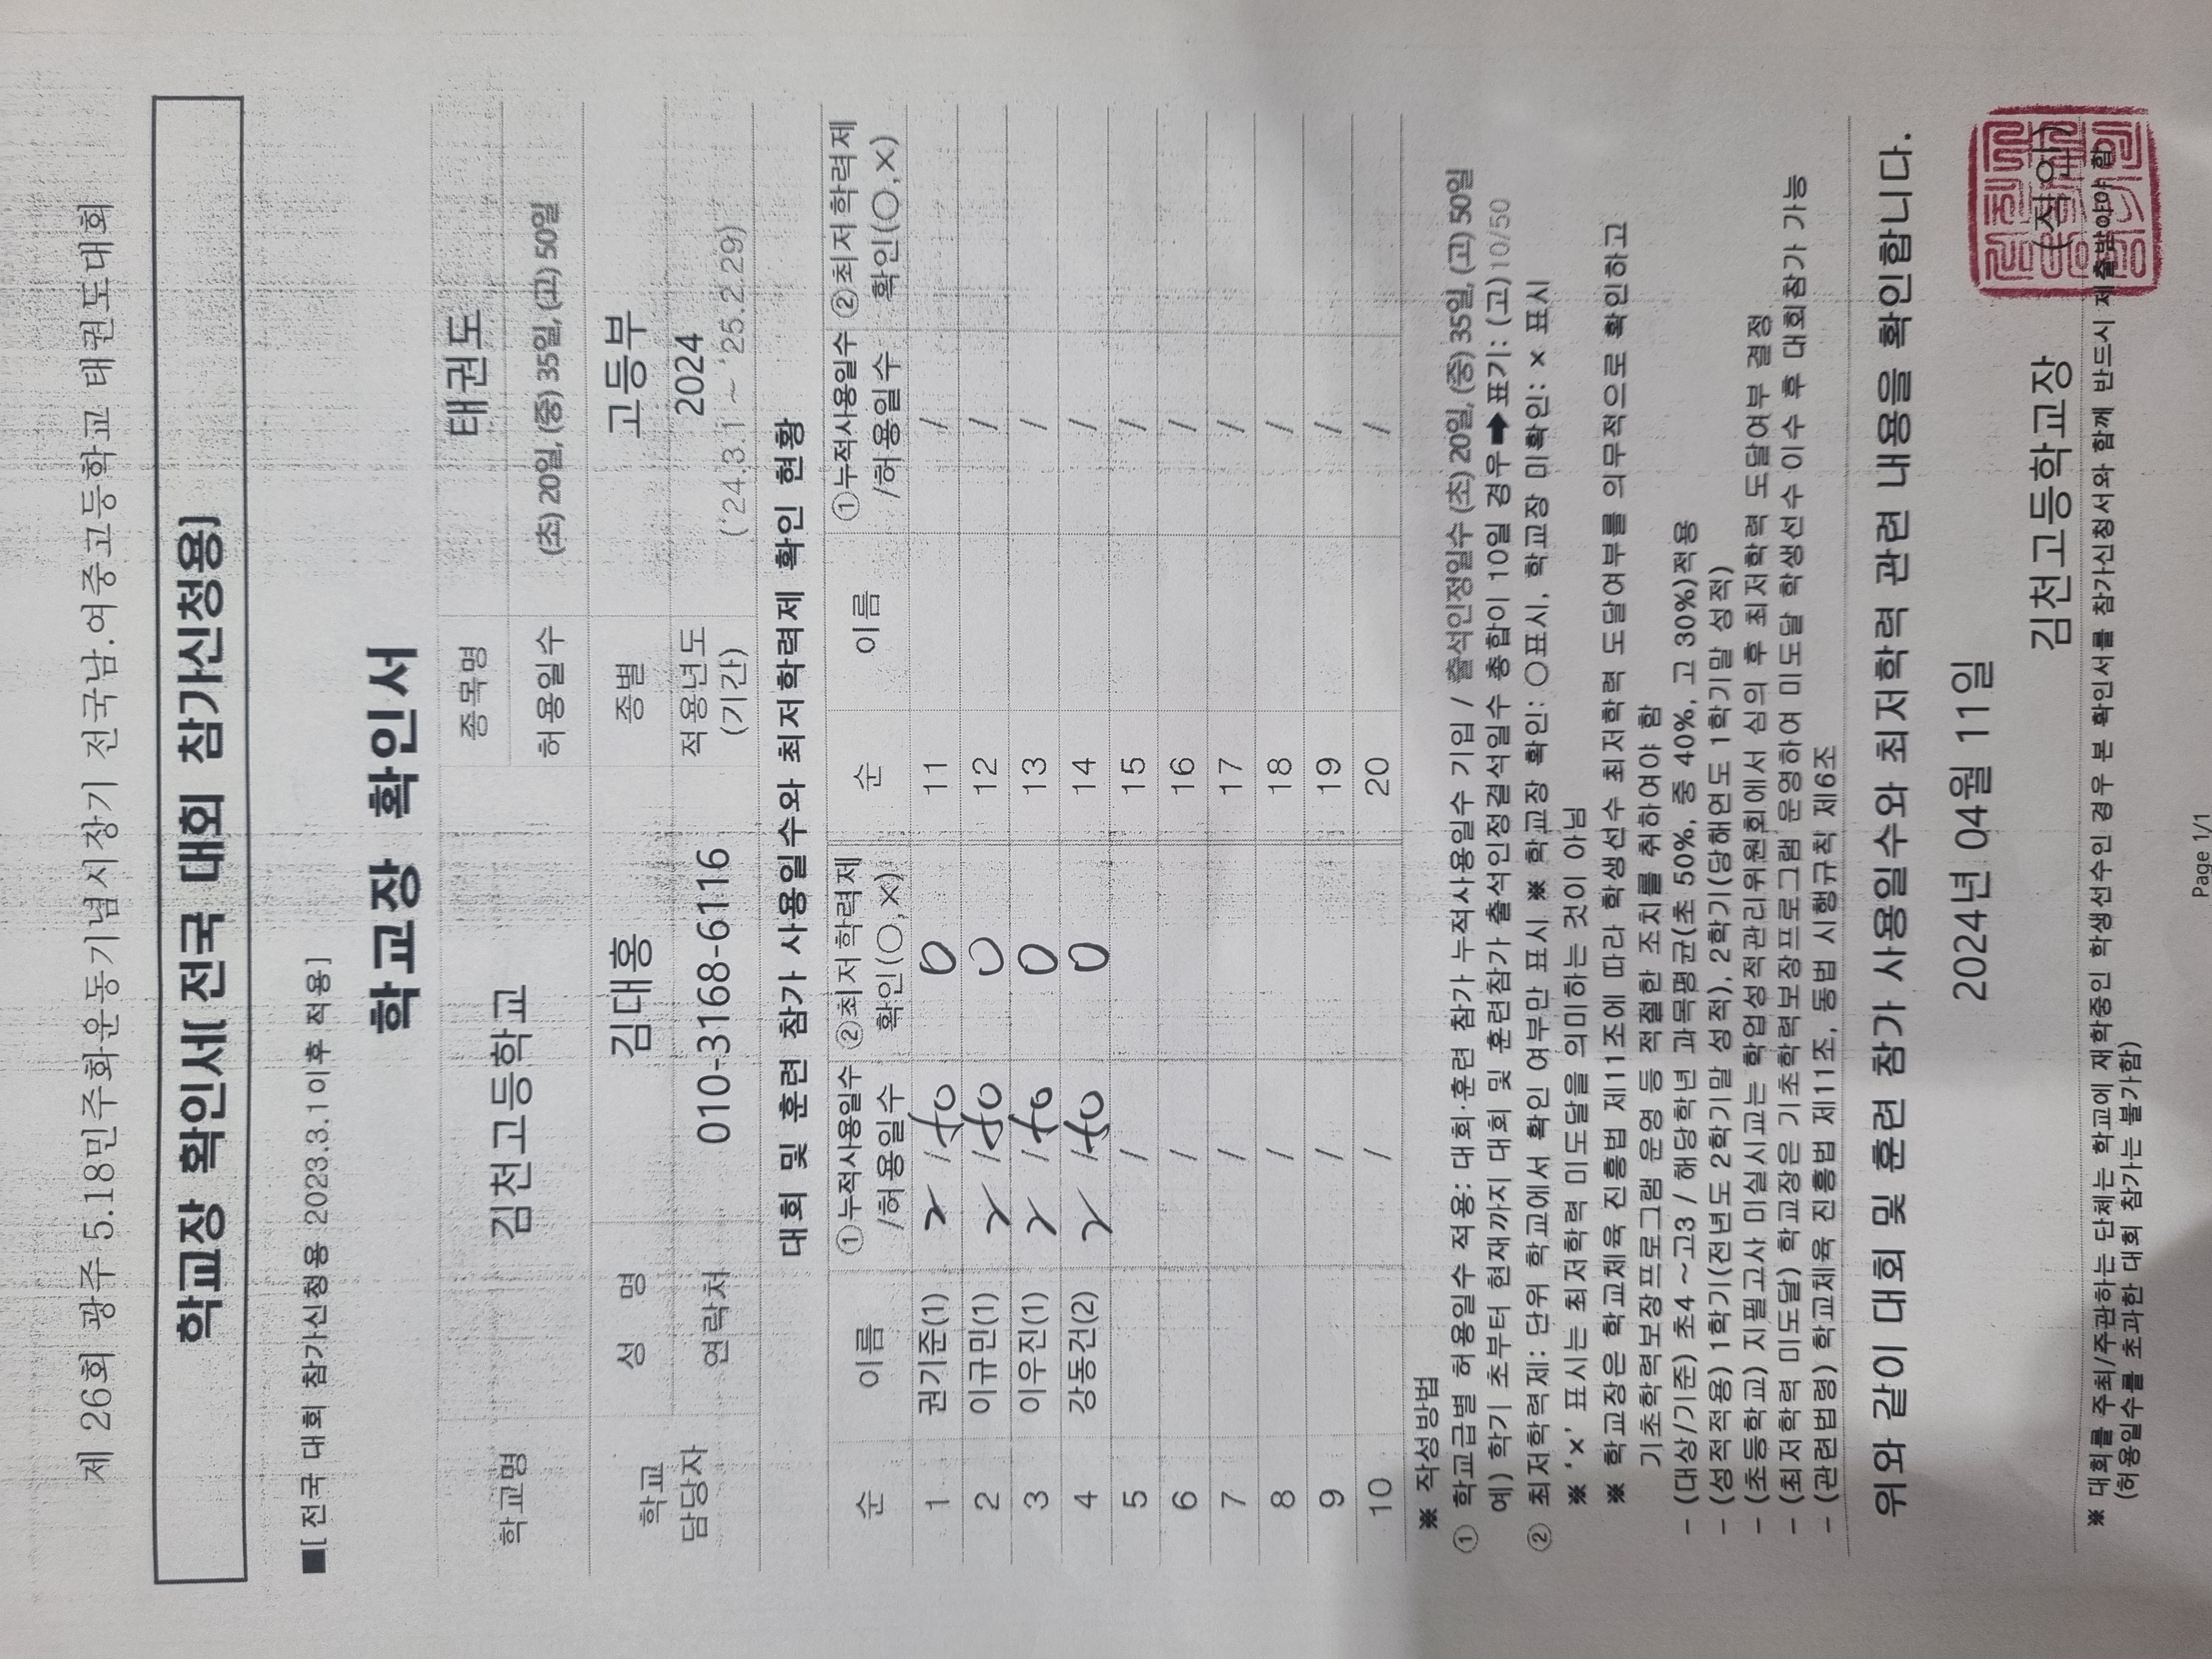 제 26회 광주 5.18민주화운동기념시장기 전국남.여중고등학교 태권도대회
학교장 확인서[ 전국 대회 참가신청용]
■[ 전국 대회 참가신청용 2023.3.1이후 적용]
학교장 확인서
학교명 김천고등학교 종목명 태권도
허용일수 (초) 20일, (중) 35일, (고) 50일
학교 담당자 성 명 김대홍 종별 고등부
연락처 010-3168-6116 적용년도 (기간) 2024 ('24.3.1 ~ '25.2.29)
대회 및 훈련 참가 사용일수와 최저학력제 확인 현황
순 이름 ①누적사용일수 /허용일수 ②최저학력제 확인(○,×) 순 이름 ①누적사용일수 /허용일수 ②최저학력제 확인(○,×)
1 권기준(1) 2 / 50 0 11 /
2 이규민(1) 2 / 50 0 12 /
3 이우진(1) 2 / 50 0 13 /
4 강동건(2) 2 / 50 0 14 /
5 / 15 /
6 / 16 /
7 / 17 /
8 / 18 /
9 / 19 /
10 / 20 /
※ 작성방법
① 학교급별 허용일수 적용: 대회·훈련 참가 누적사용일수 기입 / 출석인정일수 (초) 20일, (중) 35일, (고) 50일
예) 학기 초부터 현재까지 대회 및 훈련참가 출석인정결석일수 총합이 10일 경우➡표기: (고)10/50
② 최저학력제: 단위 학교에서 확인 여부만 표시 ※ 학교장 확인: ○표시, 학교장 미확인: × 표시
※ '×' 표시는 최저학력 미도달을 의미하는 것이 아님
※ 학교장은 학교체육 진흥법 제11조에 따라 학생선수 최저학력 도달여부를 의무적으로 확인하고
기초학력보장프로그램 운영 등 적절한 조치를 취하여야 함
- (대상/기준) 초4 ~고3 / 해당학년 과목평균(초 50%, 중 40%, 고 30%)적용
- (성적적용) 1학기(전년도 2학기말 성적), 2학기(당해연도 1학기말 성적)
- (초등학교) 지필고사 미실시교는 학업성적관리위원회에서 심의 후 최저학력 도달여부 결정
- (최저학력 미도달) 학교장은 기초학력보장프로그램 운영하여 미도달 학생선수 이수 후 대회참가 가능
- (관련법령) 학교체육 진흥법 제11조, 동법 시행규칙 제6조
위와 같이 대회 및 훈련 참가 사용일수와 최저학력 관련 내용을 확인합니다.
2024년 04월 11일
김천고등학교장 (직인)
※ 대회를 주최/주관하는 단체는 학교에 재학중인 학생선수인 경우 본 확인서를 참가신청서와 함께 반드시 제출받아야 함
(허용일수를 초과한 대회 참가는 불가함)
Page 1/1